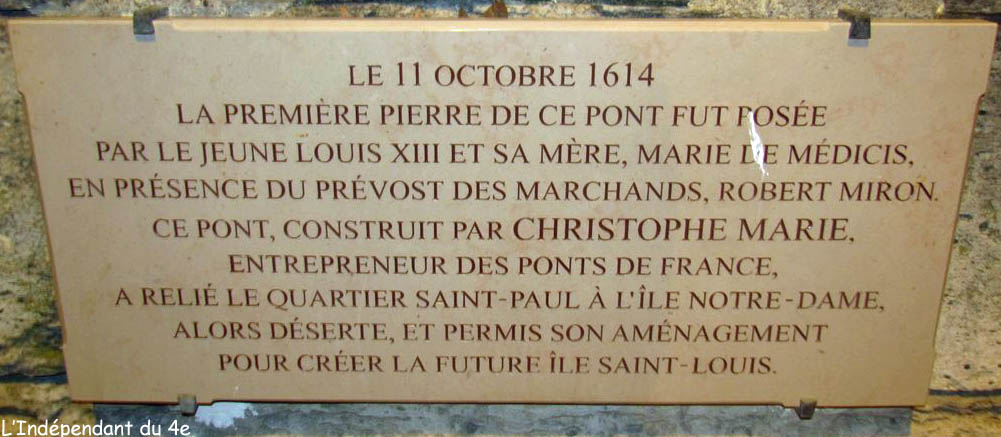 LE 11 OCTOBRE 1614
LA PREMIÈRE PIERRE DE CE PONT FUT POSÉE
PAR LE JEUNE LOUIS XIII ET SA MÈRE, MARIE DE MÉDICIS,
EN PRÉSENCE DU PRÉVOST DES MARCHANDS, ROBERT MIRON.
CE PONT, CONSTRUIT PAR CHRISTOPHE MARIE,
ENTREPRENEUR DES PONTS DE FRANCE,
A RELIÉ LE QUARTIER SAINT-PAUL À L'ÎLE NOTRE-DAME,
ALORS DÉSERTE, ET PERMIS SON AMÉNAGEMENT
POUR CRÉER LA FUTURE ÎLE SAINT-LOUIS.
L'Indépendant du 4e